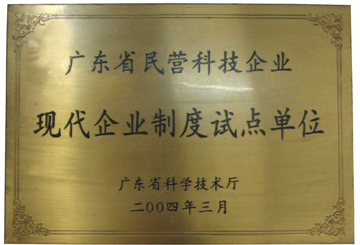 广东省民营科技企业
现代企业制度试点单位
广东省科学技术厅
二00四年三月